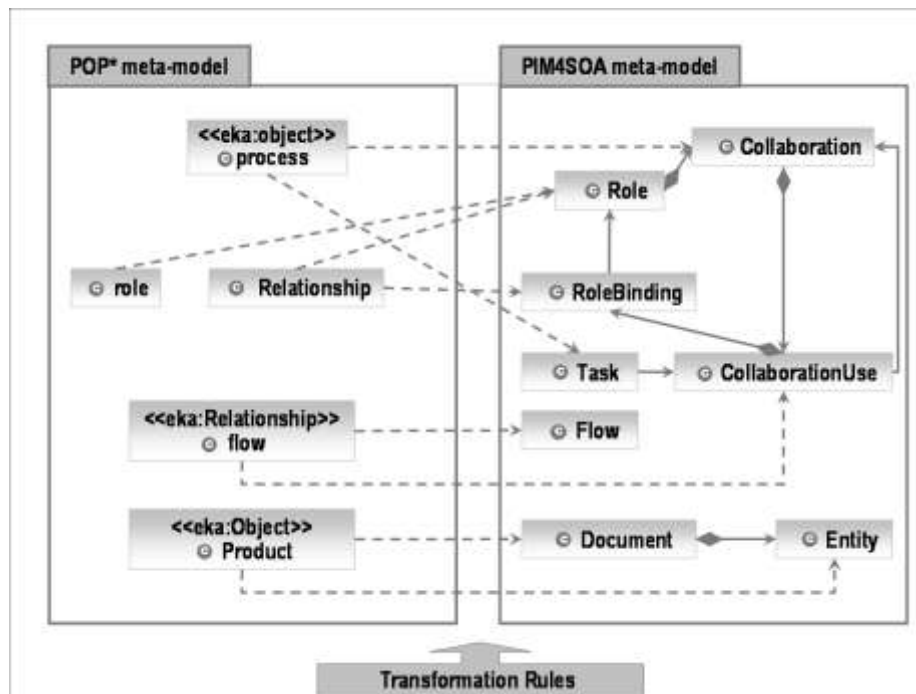 POP* meta-model
PIM4SOA meta-model
<<eka:object>>
process
Collaboration
Role
role
Relationship
RoleBinding
Task
CollaborationUse
<<eka:Relationship>>
flow
Flow
<<eka:Object>>
Product
Document
Entity
Transformation Rules